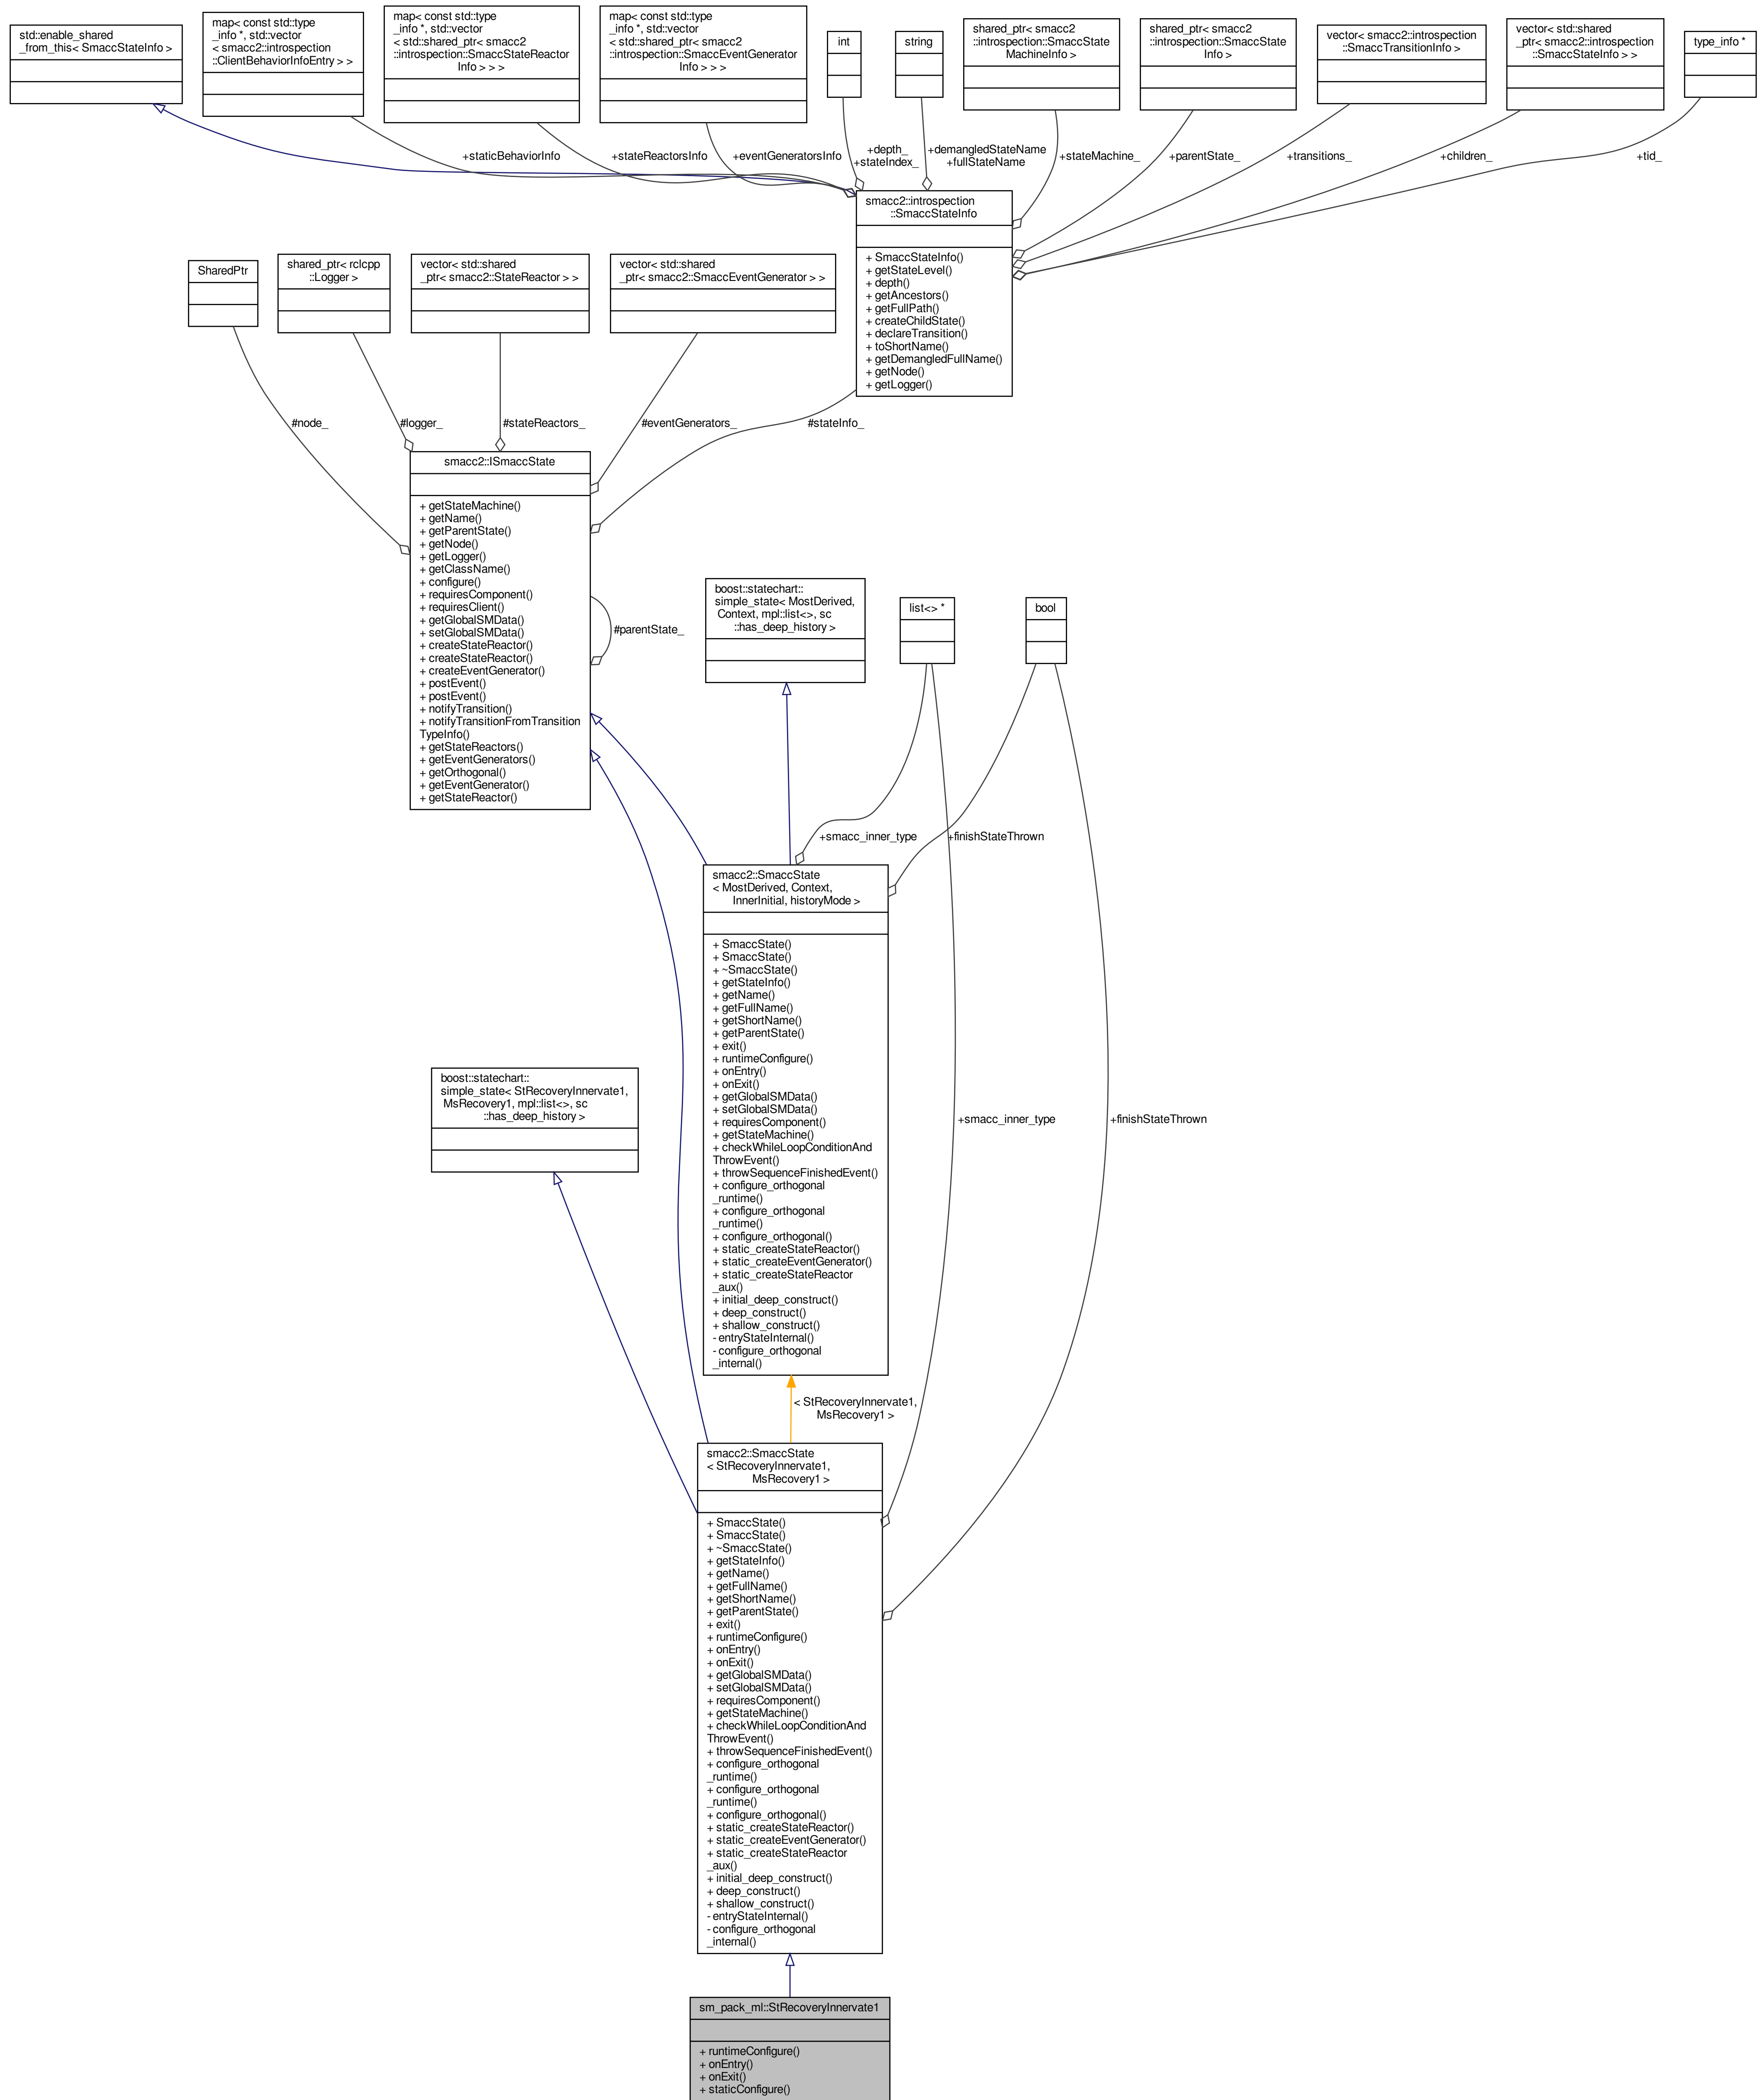 std::enable_shared
_from_this< SmaccStateInfo >
map< const std::type
_info *, std::vector
< smacc2::introspection
::ClientBehaviorInfoEntry > >
map< const std::type
_info *, std::vector
< std::shared_ptr< smacc2
::introspection::SmaccStateReactor
Info > > >
map< const std::type
_info *, std::vector
< std::shared_ptr< smacc2
::introspection::SmaccEventGenerator
Info > > >
int
string
shared_ptr< smacc2
::introspection::SmaccState
MachineInfo >
shared_ptr< smacc2
::introspection::SmaccState
Info >
vector< smacc2::introspection
::SmaccTransitionInfo >
vector< std::shared
_ptr< smacc2::introspection
::SmaccStateInfo > >
type_info *
+staticBehaviorInfo
+stateReactorsInfo
+eventGeneratorsInfo
+depth_
+stateIndex_
+demangledStateName
+fullStateName
+stateMachine_
+parentState_
+transitions_
+children_
+tid_
smacc2::introspection
::SmaccStateInfo
+ SmaccStateInfo()
+ getStateLevel()
+ depth()
+ getAncestors()
+ getFullPath()
+ createChildState()
+ declareTransition()
+ toShortName()
+ getDemangledFullName()
+ getNode()
+ getLogger()
SharedPtr
shared_ptr< rclcpp
::Logger >
vector< std::shared
_ptr< smacc2::StateReactor > >
vector< std::shared
_ptr< smacc2::SmaccEventGenerator > >
#node_
#logger_
#stateReactors_
#eventGenerators_
#stateInfo_
smacc2::ISmaccState
+ getStateMachine()
+ getName()
+ getParentState()
+ getNode()
+ getLogger()
+ getClassName()
+ configure()
+ requiresComponent()
+ requiresClient()
+ getGlobalSMData()
+ setGlobalSMData()
+ createStateReactor()
+ createStateReactor()
+ createEventGenerator()
+ postEvent()
+ postEvent()
+ notifyTransition()
+ notifyTransitionFromTransition
TypeInfo()
+ getStateReactors()
+ getEventGenerators()
+ getOrthogonal()
+ getEventGenerator()
+ getStateReactor()
#parentState_
boost::statechart::
simple_state< MostDerived,
Context, mpl::list<>, sc
::has_deep_history >
list<> *
bool
+smacc_inner_type
+finishStateThrown
smacc2::SmaccState
< MostDerived, Context,
InnerInitial, historyMode >
+ SmaccState()
+ SmaccState()
+ ~SmaccState()
+ getStateInfo()
+ getName()
+ getFullName()
+ getShortName()
+ getParentState()
+ exit()
+ runtimeConfigure()
+ onEntry()
+ onExit()
+ getGlobalSMData()
+ setGlobalSMData()
+ requiresComponent()
+ getStateMachine()
+ checkWhileLoopConditionAnd
ThrowEvent()
+ throwSequenceFinishedEvent()
+ configure_orthogonal
_runtime()
+ configure_orthogonal
_runtime()
+ configure_orthogonal()
+ static_createStateReactor()
+ static_createEventGenerator()
+ static_createStateReactor
_aux()
+ initial_deep_construct()
+ deep_construct()
+ shallow_construct()
- entryStateInternal()
- configure_orthogonal
_internal()
boost::statechart::
simple_state< StRecoveryInnervate1,
MsRecovery1, mpl::list<>, sc
::has_deep_history >
+smacc_inner_type
+finishStateThrown
< StRecoveryInnervate1,
MsRecovery1 >
smacc2::SmaccState
< StRecoveryInnervate1,
MsRecovery1 >
+ SmaccState()
+ SmaccState()
+ ~SmaccState()
+ getStateInfo()
+ getName()
+ getFullName()
+ getShortName()
+ getParentState()
+ exit()
+ runtimeConfigure()
+ onEntry()
+ onExit()
+ getGlobalSMData()
+ setGlobalSMData()
+ requiresComponent()
+ getStateMachine()
+ checkWhileLoopConditionAnd
ThrowEvent()
+ throwSequenceFinishedEvent()
+ configure_orthogonal
_runtime()
+ configure_orthogonal
_runtime()
+ configure_orthogonal()
+ static_createStateReactor()
+ static_createEventGenerator()
+ static_createStateReactor
_aux()
+ initial_deep_construct()
+ deep_construct()
+ shallow_construct()
- entryStateInternal()
- configure_orthogonal
_internal()
sm_pack_ml::StRecoveryInnervate1
+ runtimeConfigure()
+ onEntry()
+ onExit()
+ staticConfigure()